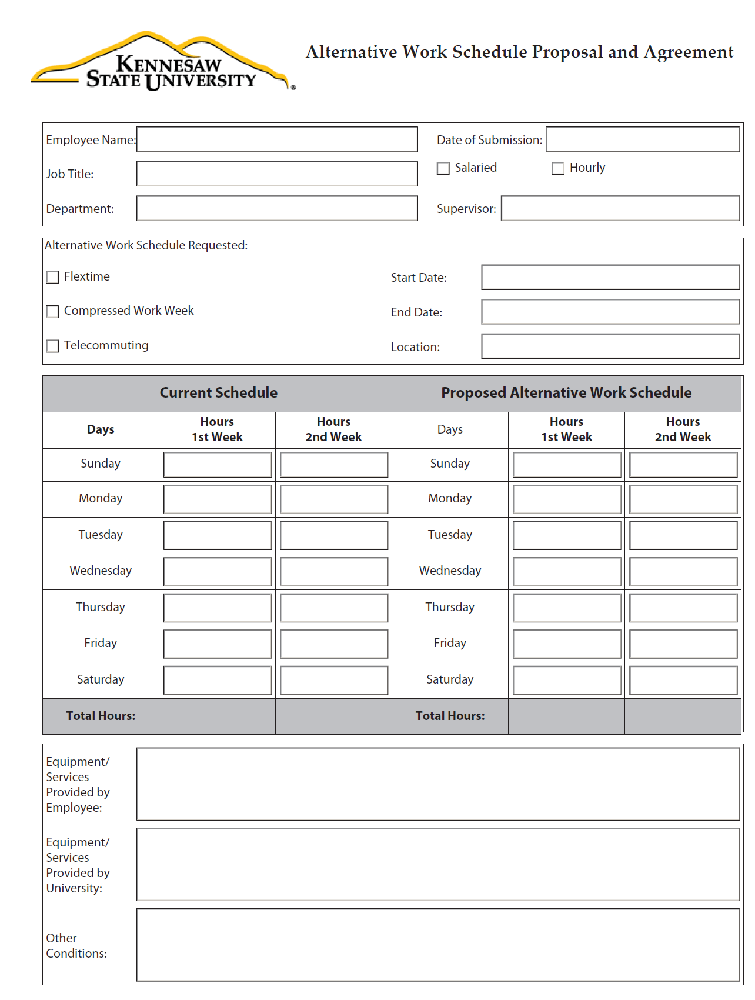 KENNESAW
STATE UNIVERSITY ®
Alternative Work Schedule Proposal and Agreement
Employee Name: Date of Submission:
Job Title: Salaried Hourly
Department: Supervisor:
Alternative Work Schedule Requested:
Flextime Start Date:
Compressed Work Week End Date:
Telecommuting Location:
Current Schedule Proposed Alternative Work Schedule
Days Hours 1st Week Hours 2nd Week Days Hours 1st Week Hours 2nd Week
Sunday Sunday
Monday Monday
Tuesday Tuesday
Wednesday Wednesday
Thursday Thursday
Friday Friday
Saturday Saturday
Total Hours: Total Hours:
Equipment/
Services
Provided by
Employee:
Equipment/
Services
Provided by
University:
Other
Conditions: